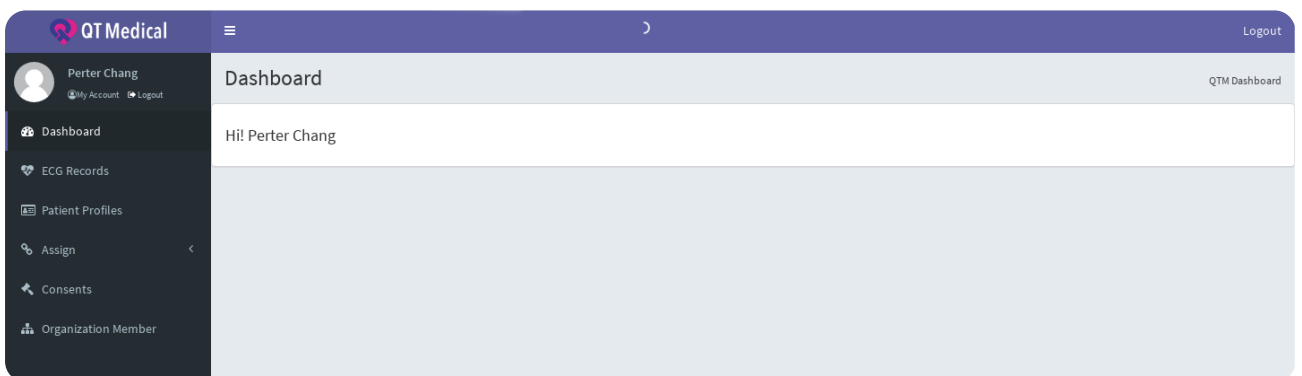 QT Medical
Logout
Perter Chang
My Account Logout
Dashboard
ECG Records
Patient Profiles
Assign
Consents
Organization Member
Dashboard
QTM Dashboard
Hi! Perter Chang